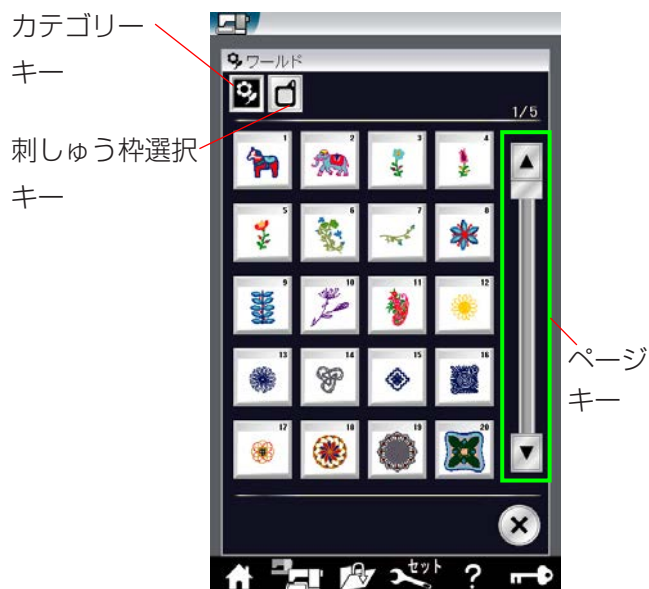 カテゴリー
キー
刺しゅう枠選択
キー
ワールド
1/5
1 2 3 4
5 6 7 8
9 10 11 12
13 14 15 16
17 18 19 20
ページ
キー
セット
?